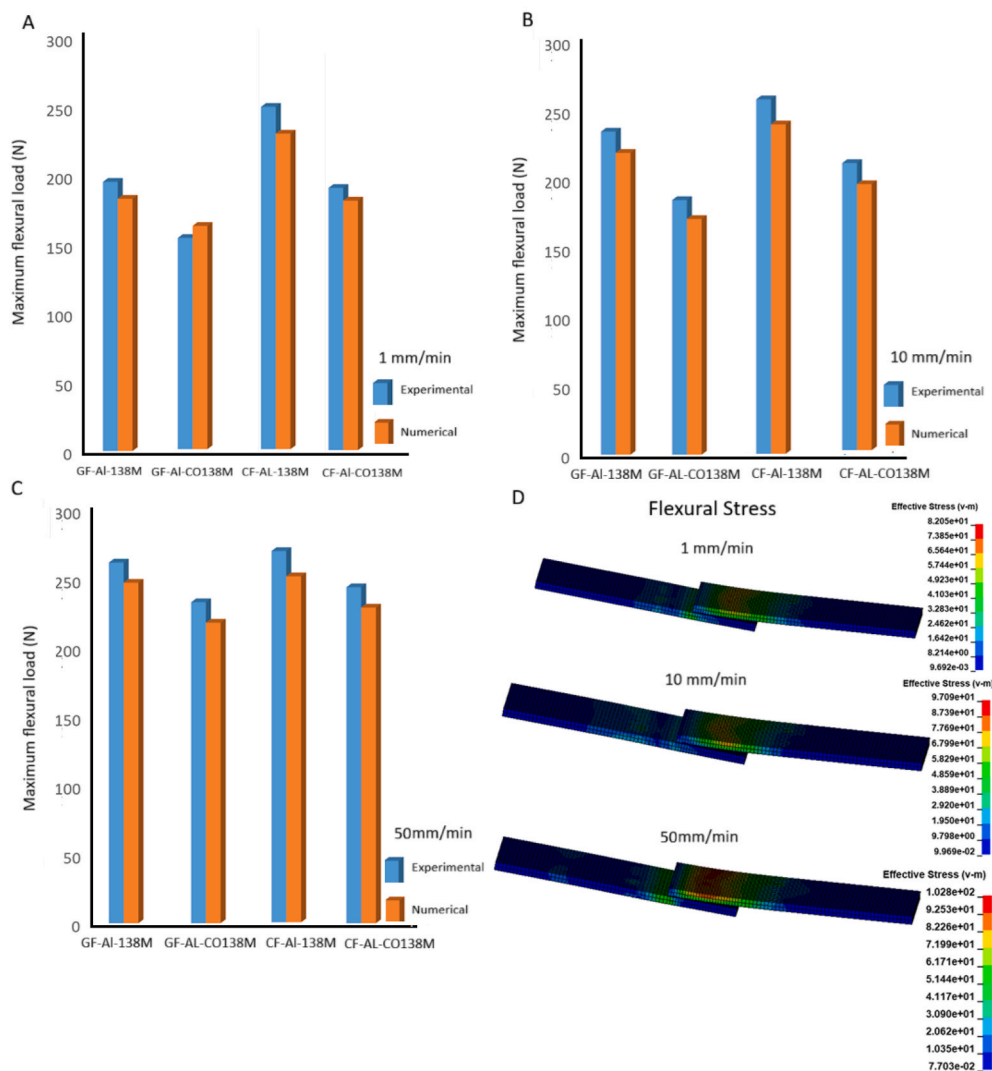 A
Maximum flexural load (N)
300
250
200
150
100
50
0
1 mm/min
Experimental
Numerical
GF-Al-138M
GF-Al-CO138M
CF-AL-138M
CF-Al-CO138M
B
Maximum flexural load (N)
300
250
200
150
100
50
0
10 mm/min
Experimental
Numerical
GF-Al-138M
GF-AL-CO138M
CF-Al-138M
CF-AL-CO138M
C
Maximum flexural load (N)
300
250
200
150
100
50
0
50mm/min
Experimental
Numerical
GF-Al-138M
GF-AL-CO138M
CF-Al-138M
CF-AL-CO138M
D
Flexural Stress
1 mm/min
Effective Stress (v-m)
8.205e+01
7.385e+01
6.564e+01
5.744e+01
4.923e+01
4.103e+01
3.283e+01
2.462e+01
1.642e+01
8.214e+00
9.692e-03
10 mm/min
Effective Stress (v-m)
9.709e+01
8.739e+01
7.769e+01
6.799e+01
5.829e+01
4.859e+01
3.889e+01
2.920e+01
1.950e+01
9.798e+00
9.969e-02
50mm/min
Effective Stress (v-m)
1.028e+02
9.253e+01
8.226e+01
7.199e+01
6.171e+01
5.144e+01
4.117e+01
3.090e+01
2.062e+01
1.035e+01
7.703e-02